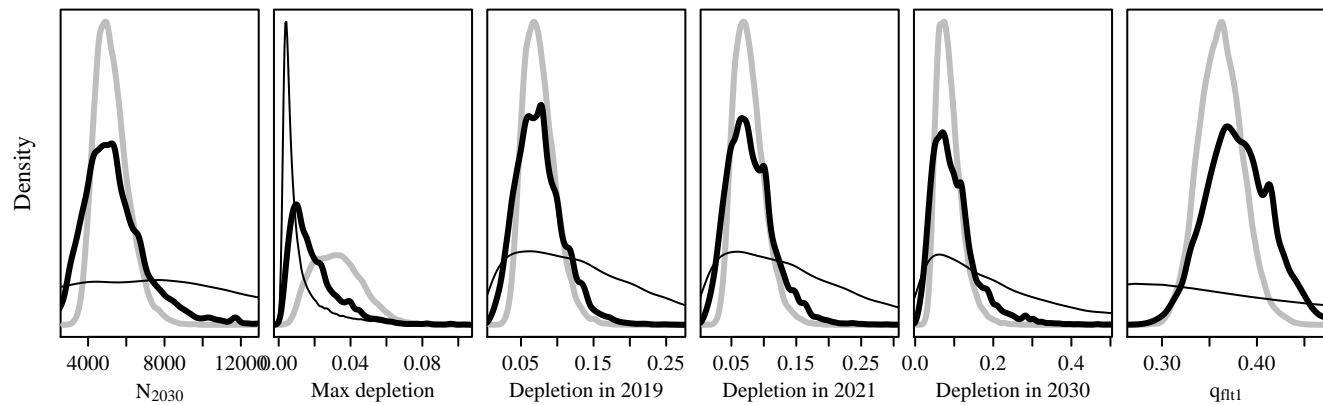 Density
4000 8000 12000
N2030
0.00 0.04 0.08
Max depletion
0.05 0.15 0.25
Depletion in 2019
0.05 0.15 0.25
Depletion in 2021
0.0 0.2 0.4
Depletion in 2030
0.30 0.40
qflt1